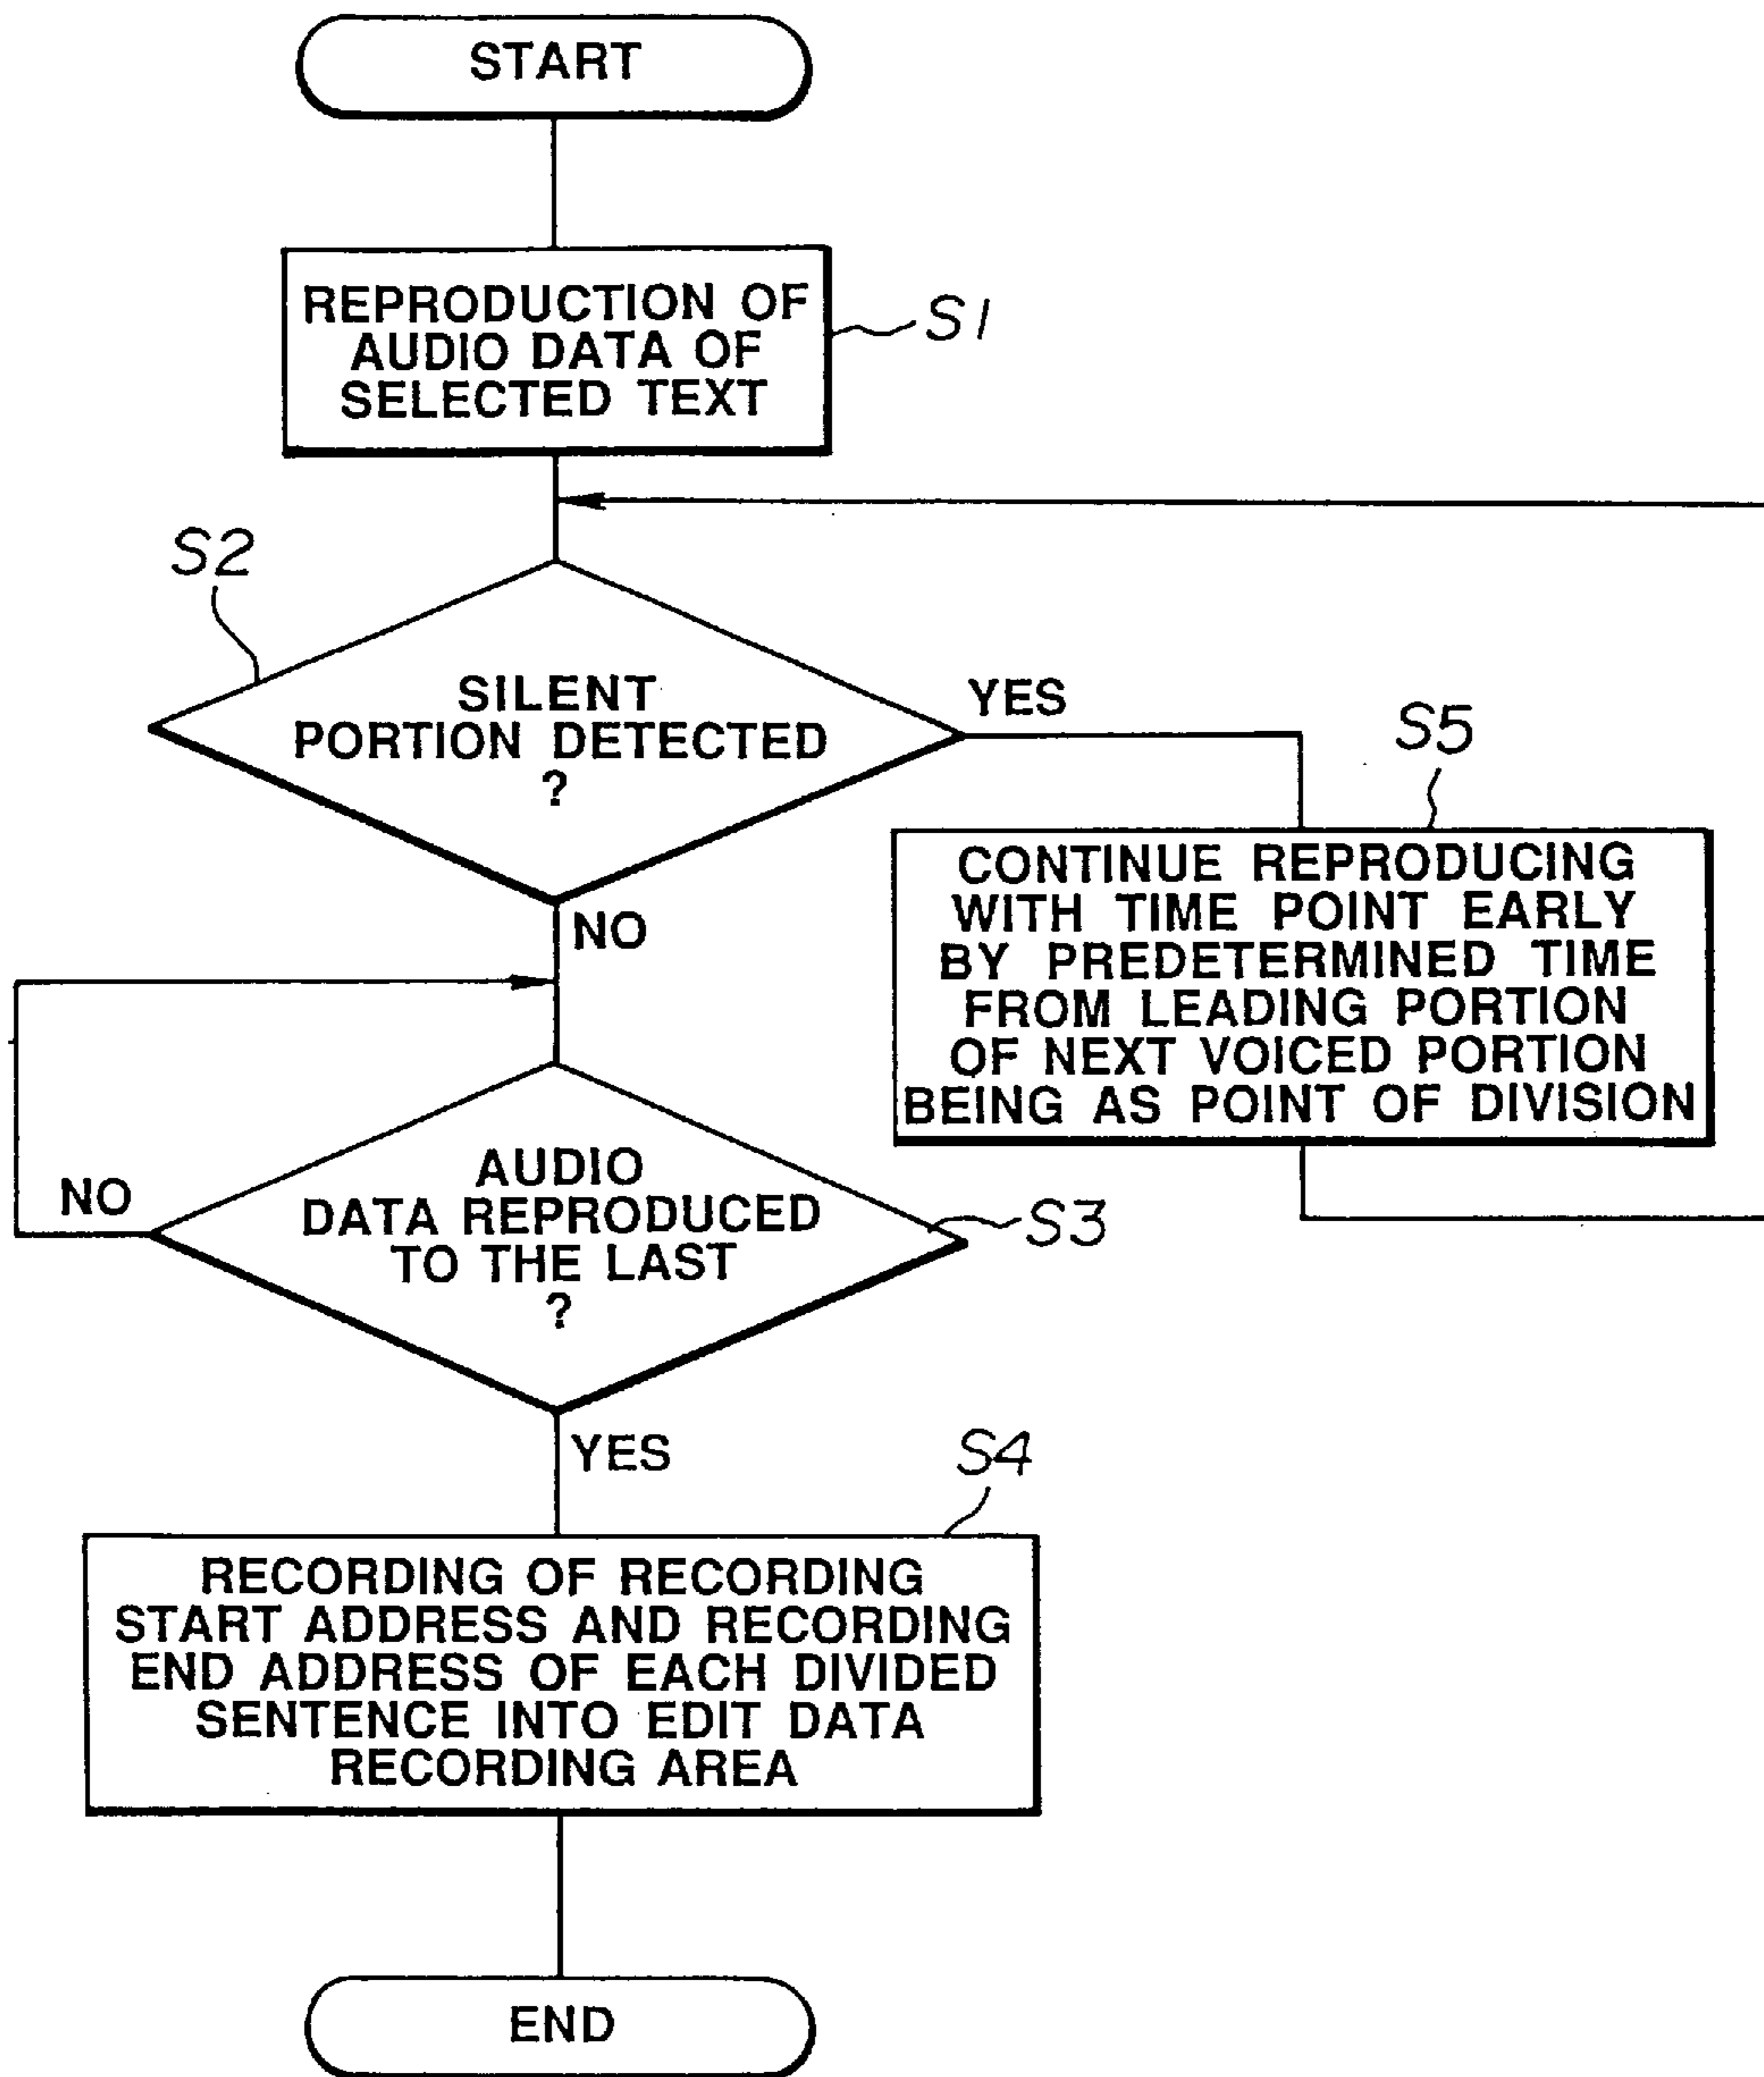 START
REPRODUCTION OF
AUDIO DATA OF
SELECTED TEXT
S1
S2
SILENT
PORTION DETECTED
?
YES
NO
S5
CONTINUE REPRODUCING
WITH TIME POINT EARLY
BY PREDETERMINED TIME
FROM LEADING PORTION
OF NEXT VOICED PORTION
BEING AS POINT OF DIVISION
AUDIO
DATA REPRODUCED
TO THE LAST
?
NO
S3
YES
S4
RECORDING OF RECORDING
START ADDRESS AND RECORDING
END ADDRESS OF EACH DIVIDED
SENTENCE INTO EDIT DATA
RECORDING AREA
END